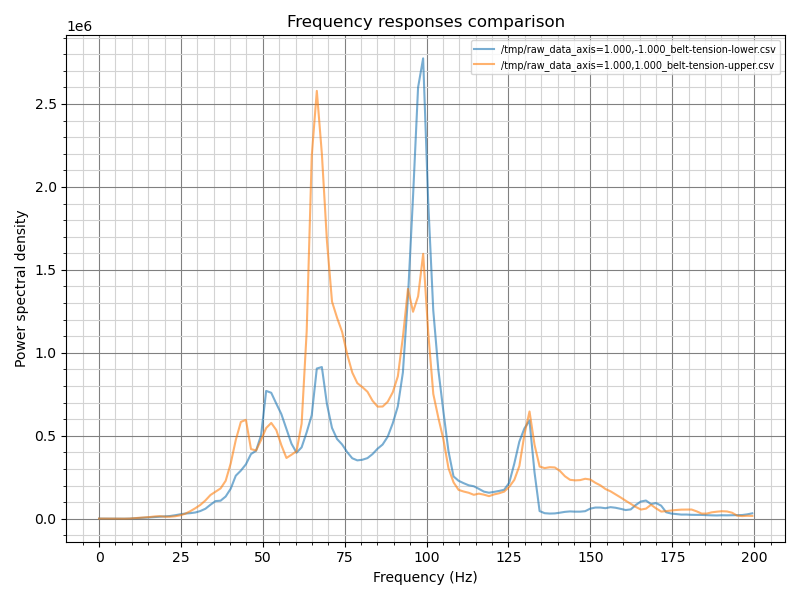 Frequency responses comparison
1e6
/tmp/raw_data_axis=1.000,-1.000_belt-tension-lower.csv
/tmp/raw_data_axis=1.000,1.000_belt-tension-upper.csv
2.5
2.0
1.5
1.0
0.5
0.0
Power spectral density
0 25 50 75 100 125 150 175 200
Frequency (Hz)